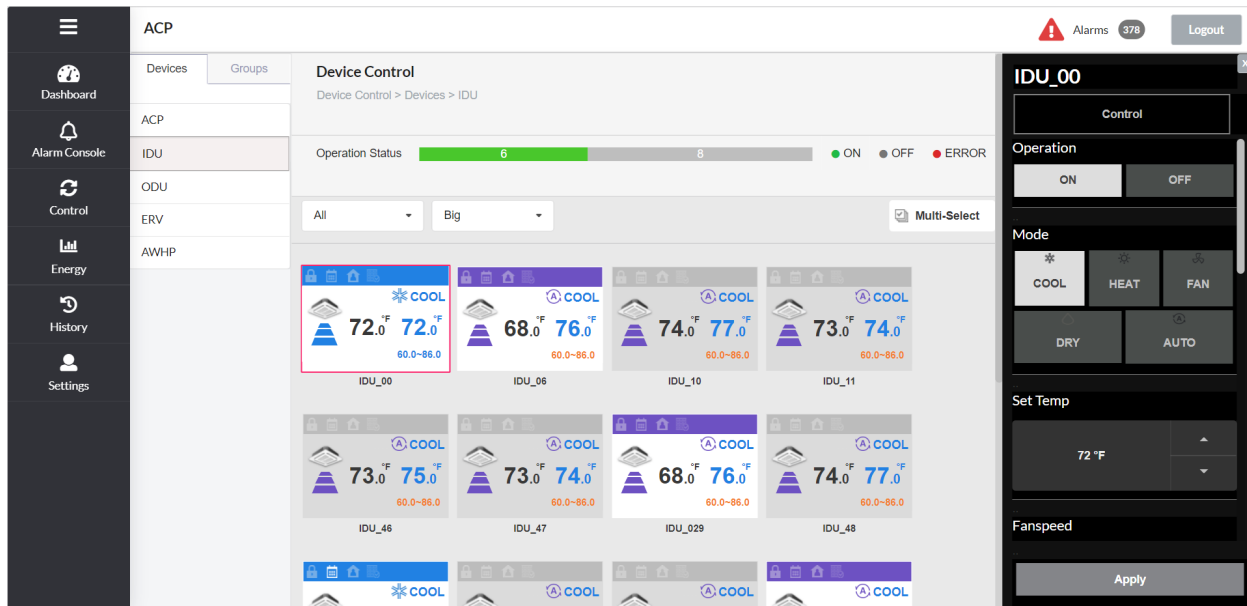 ACP
Alarms 378 Logout
Dashboard
Alarm Console
Control
Energy
History
Settings
Devices Groups
ACP
IDU
ODU
ERV
AWHP
Device Control
Device Control > Devices > IDU
Operation Status 6 8 ON OFF ERROR
All Big Multi-Select
COOL
72.0°F 72.0°F
60.0~86.0
IDU_00
A COOL
68.0°F 76.0°F
60.0~86.0
IDU_06
A COOL
74.0°F 77.0°F
60.0~86.0
IDU_10
A COOL
73.0°F 74.0°F
60.0~86.0
IDU_11
A COOL
73.0°F 75.0°F
60.0~86.0
IDU_46
A COOL
73.0°F 74.0°F
60.0~86.0
IDU_47
A COOL
68.0°F 76.0°F
60.0~86.0
IDU_029
A COOL
74.0°F 77.0°F
60.0~86.0
IDU_48
COOL
A COOL
A COOL
A COOL
x
IDU_00
Control
Operation
ON OFF
..
Mode
COOL HEAT FAN
DRY A AUTO
..
Set Temp
72 °F
..
Fanspeed
..
Apply